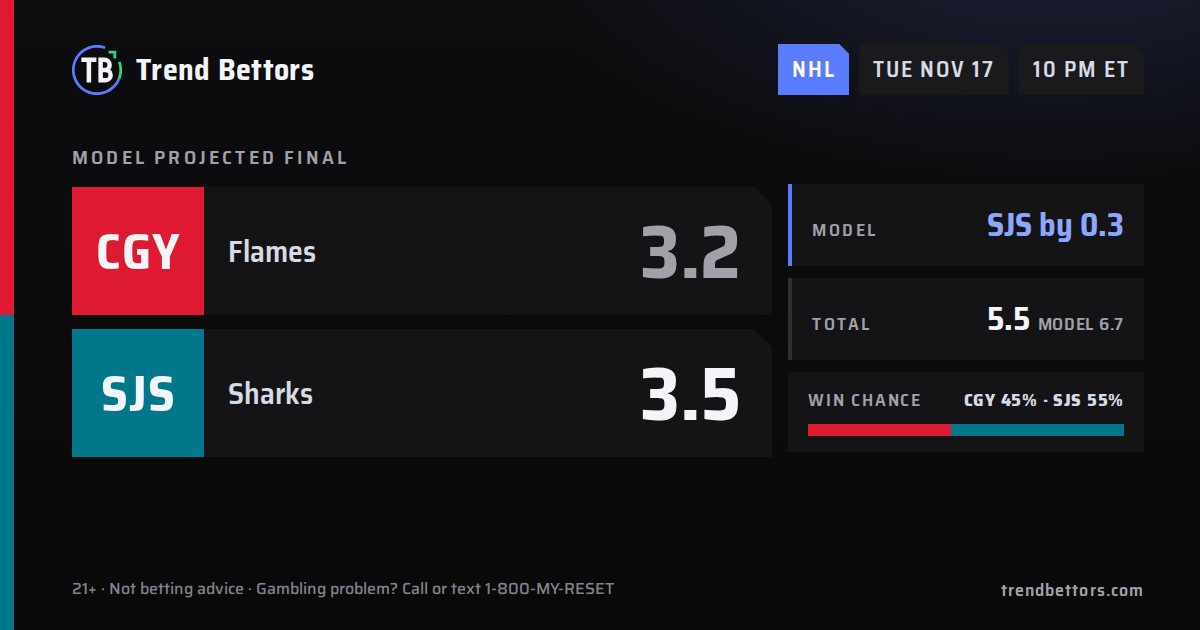 TB Trend Bettors
NHL TUE NOV 17 10 PM ET
MODEL PROJECTED FINAL
CGY Flames 3.2
SJS Sharks 3.5
MODEL SJS by 0.3
TOTAL 5.5 MODEL 6.7
WIN CHANCE CGY 45% · SJS 55%
21+ · Not betting advice · Gambling problem? Call or text 1-800-MY-RESET
trendbettors.com